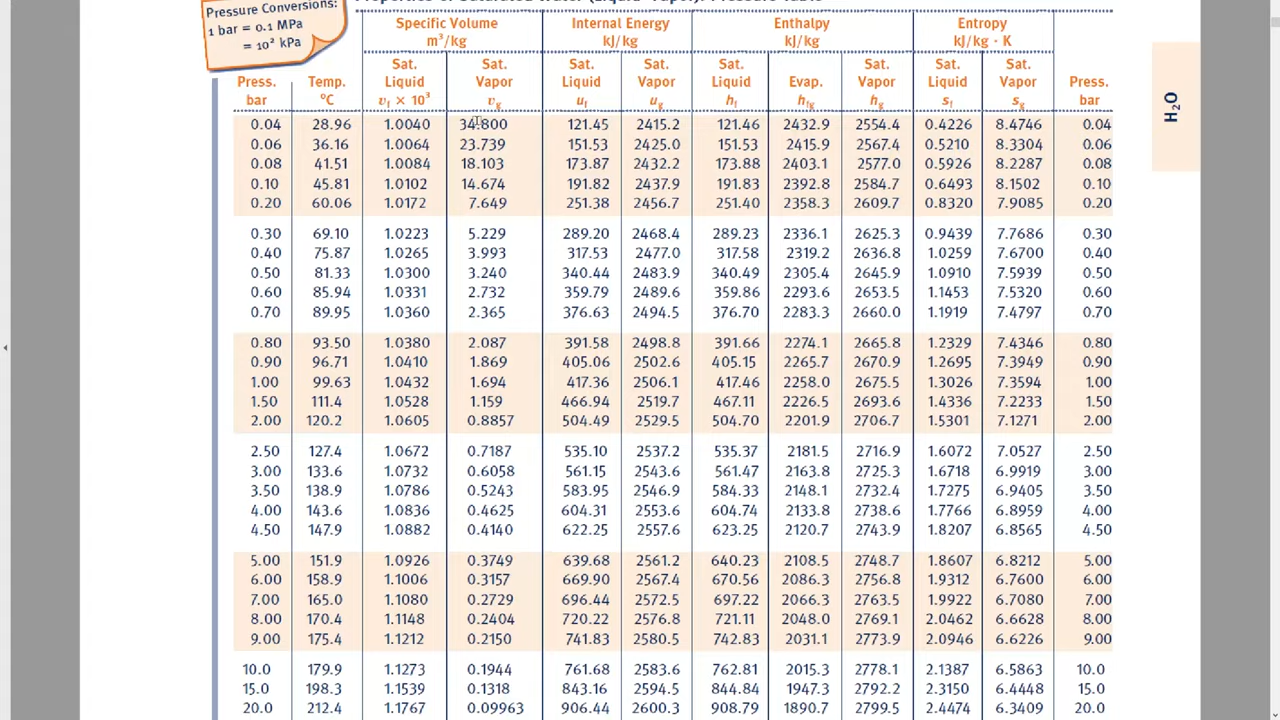 Pressure Conversions:
1 bar = 0.1 MPa
= 10² kPa
Properties of Saturated Water (Liquid–Vapor): Pressure Table
Specific Volume Internal Energy Enthalpy Entropy
m³/kg kJ/kg kJ/kg kJ/kg · K
Sat. Sat. Sat. Sat. Sat. Sat. Sat. Sat.
Press. Temp. Liquid Vapor Liquid Vapor Liquid Evap. Vapor Liquid Vapor Press.
bar °C vf × 10³ vg uf ug hf hfg hg sf sg bar
0.04 28.96 1.0040 34.800 121.45 2415.2 121.46 2432.9 2554.4 0.4226 8.4746 0.04
0.06 36.16 1.0064 23.739 151.53 2425.0 151.53 2415.9 2567.4 0.5210 8.3304 0.06
0.08 41.51 1.0084 18.103 173.87 2432.2 173.88 2403.1 2577.0 0.5926 8.2287 0.08
0.10 45.81 1.0102 14.674 191.82 2437.9 191.83 2392.8 2584.7 0.6493 8.1502 0.10
0.20 60.06 1.0172 7.649 251.38 2456.7 251.40 2358.3 2609.7 0.8320 7.9085 0.20
0.30 69.10 1.0223 5.229 289.20 2468.4 289.23 2336.1 2625.3 0.9439 7.7686 0.30
0.40 75.87 1.0265 3.993 317.53 2477.0 317.58 2319.2 2636.8 1.0259 7.6700 0.40
0.50 81.33 1.0300 3.240 340.44 2483.9 340.49 2305.4 2645.9 1.0910 7.5939 0.50
0.60 85.94 1.0331 2.732 359.79 2489.6 359.86 2293.6 2653.5 1.1453 7.5320 0.60
0.70 89.95 1.0360 2.365 376.63 2494.5 376.70 2283.3 2660.0 1.1919 7.4797 0.70
0.80 93.50 1.0380 2.087 391.58 2498.8 391.66 2274.1 2665.8 1.2329 7.4346 0.80
0.90 96.71 1.0410 1.869 405.06 2502.6 405.15 2265.7 2670.9 1.2695 7.3949 0.90
1.00 99.63 1.0432 1.694 417.36 2506.1 417.46 2258.0 2675.5 1.3026 7.3594 1.00
1.50 111.4 1.0528 1.159 466.94 2519.7 467.11 2226.5 2693.6 1.4336 7.2233 1.50
2.00 120.2 1.0605 0.8857 504.49 2529.5 504.70 2201.9 2706.7 1.5301 7.1271 2.00
2.50 127.4 1.0672 0.7187 535.10 2537.2 535.37 2181.5 2716.9 1.6072 7.0527 2.50
3.00 133.6 1.0732 0.6058 561.15 2543.6 561.47 2163.8 2725.3 1.6718 6.9919 3.00
3.50 138.9 1.0786 0.5243 583.95 2546.9 584.33 2148.1 2732.4 1.7275 6.9405 3.50
4.00 143.6 1.0836 0.4625 604.31 2553.6 604.74 2133.8 2738.6 1.7766 6.8959 4.00
4.50 147.9 1.0882 0.4140 622.25 2557.6 623.25 2120.7 2743.9 1.8207 6.8565 4.50
5.00 151.9 1.0926 0.3749 639.68 2561.2 640.23 2108.5 2748.7 1.8607 6.8212 5.00
6.00 158.9 1.1006 0.3157 669.90 2567.4 670.56 2086.3 2756.8 1.9312 6.7600 6.00
7.00 165.0 1.1080 0.2729 696.44 2572.5 697.22 2066.3 2763.5 1.9922 6.7080 7.00
8.00 170.4 1.1148 0.2404 720.22 2576.8 721.11 2048.0 2769.1 2.0462 6.6628 8.00
9.00 175.4 1.1212 0.2150 741.83 2580.5 742.83 2031.1 2773.9 2.0946 6.6226 9.00
10.0 179.9 1.1273 0.1944 761.68 2583.6 762.81 2015.3 2778.1 2.1387 6.5863 10.0
15.0 198.3 1.1539 0.1318 843.16 2594.5 844.84 1947.3 2792.2 2.3150 6.4448 15.0
20.0 212.4 1.1767 0.09963 906.44 2600.3 908.79 1890.7 2799.5 2.4474 6.3409 20.0
H₂O